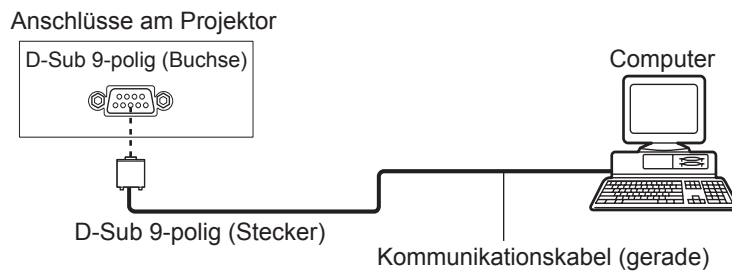 Anschlüsse am Projektor
D-Sub 9-polig (Buchse)
Computer
D-Sub 9-polig (Stecker)
Kommunikationskabel (gerade)